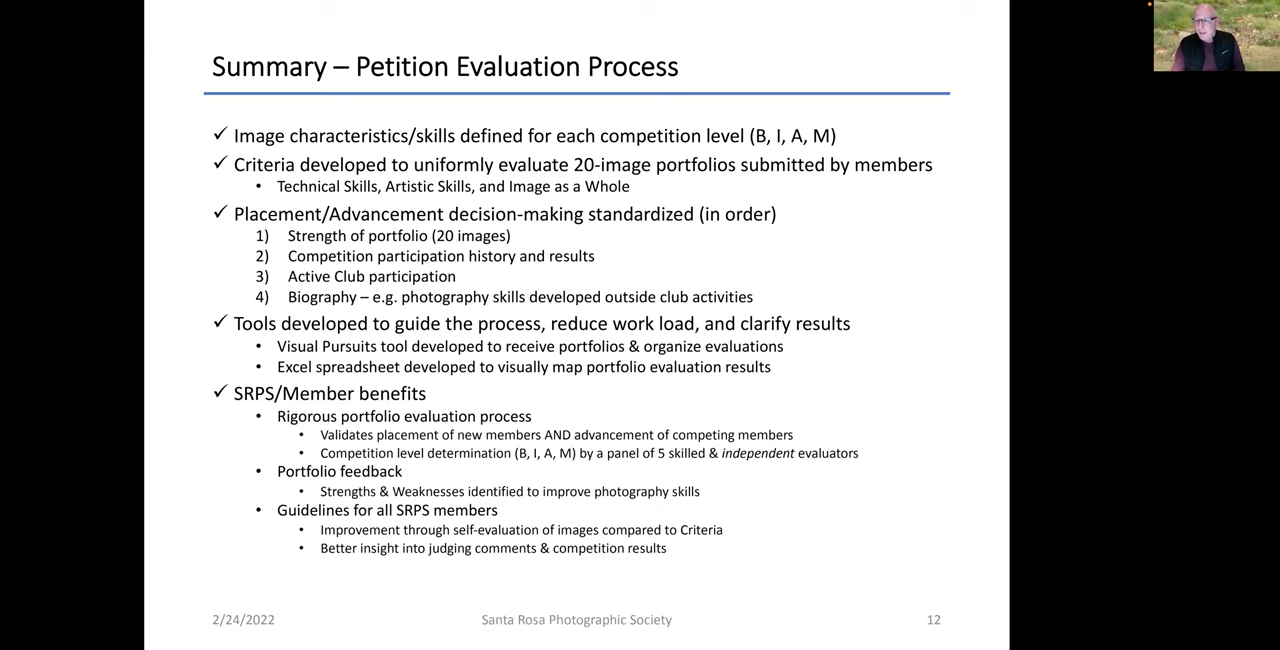 Summary – Petition Evaluation Process
✓ Image characteristics/skills defined for each competition level (B, I, A, M)
✓ Criteria developed to uniformly evaluate 20-image portfolios submitted by members
• Technical Skills, Artistic Skills, and Image as a Whole
✓ Placement/Advancement decision-making standardized (in order)
1) Strength of portfolio (20 images)
2) Competition participation history and results
3) Active Club participation
4) Biography – e.g. photography skills developed outside club activities
✓ Tools developed to guide the process, reduce work load, and clarify results
• Visual Pursuits tool developed to receive portfolios & organize evaluations
• Excel spreadsheet developed to visually map portfolio evaluation results
✓ SRPS/Member benefits
• Rigorous portfolio evaluation process
• Validates placement of new members AND advancement of competing members
• Competition level determination (B, I, A, M) by a panel of 5 skilled & independent evaluators
• Portfolio feedback
• Strengths & Weaknesses identified to improve photography skills
• Guidelines for all SRPS members
• Improvement through self-evaluation of images compared to Criteria
• Better insight into judging comments & competition results
2/24/2022 Santa Rosa Photographic Society 12